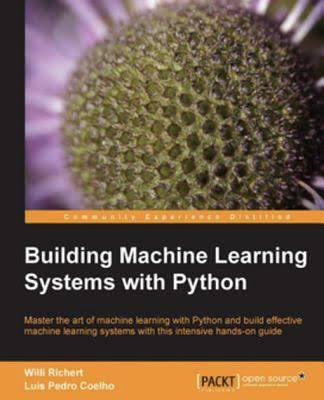 Community Experience Distilled
Building Machine Learning
Systems with Python
Master the art of machine learning with Python and build effective
machine learning systems with this intensive hands-on guide
Willi Richert
Luis Pedro Coelho
[PACKT] open source*
PUBLISHING